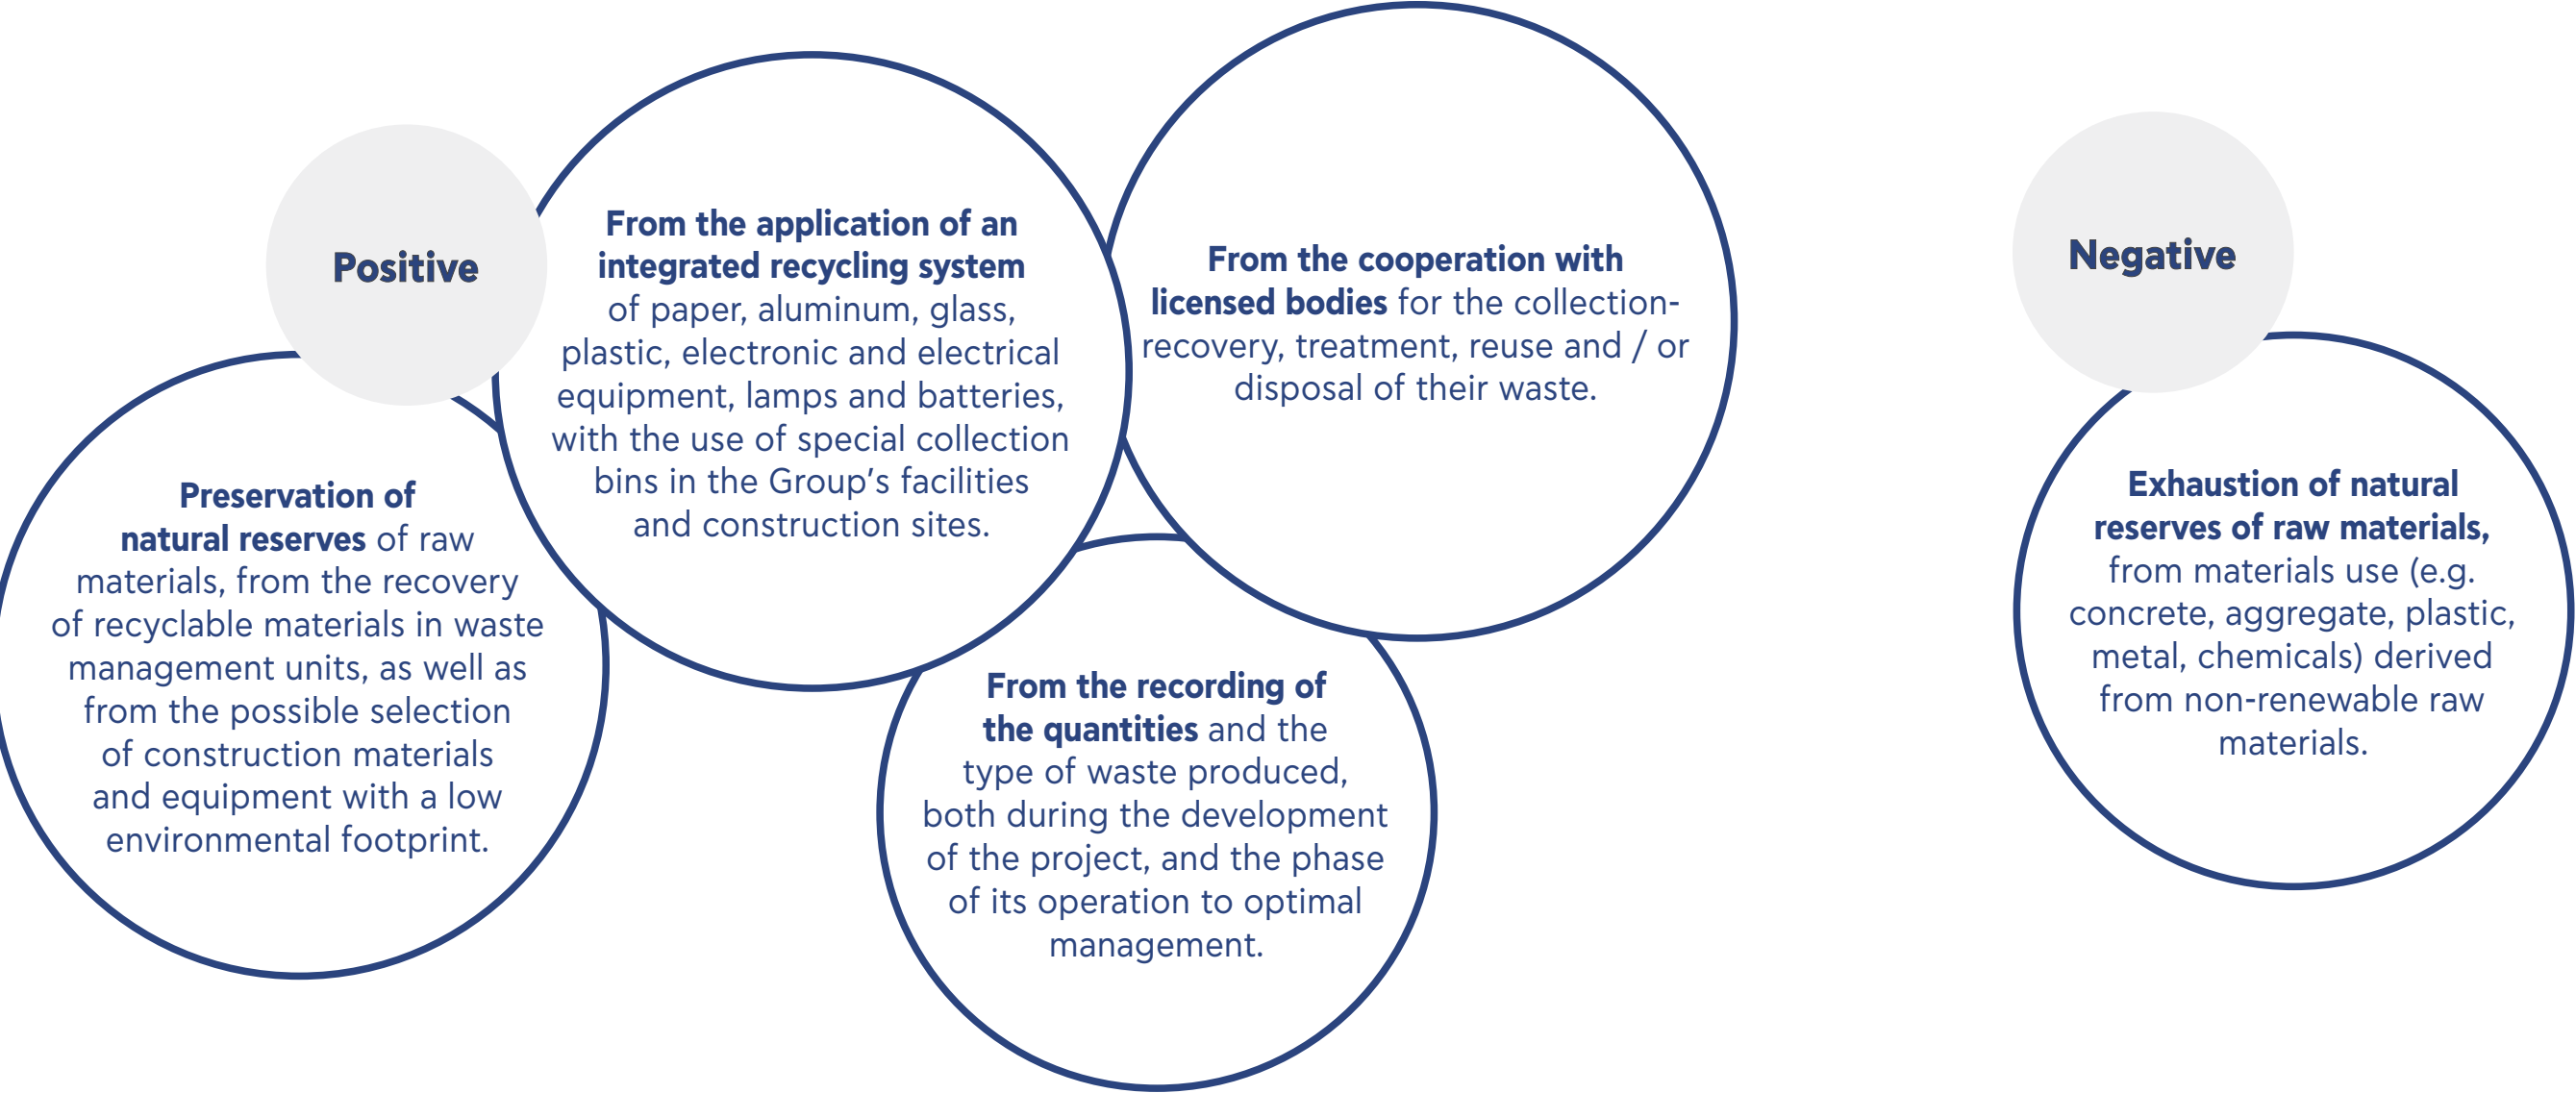 Positive
Preservation of
natural reserves of raw
materials, from the recovery
of recyclable materials in waste
management units, as well as
from the possible selection
of construction materials
and equipment with a low
environmental footprint.
From the application of an
integrated recycling system
of paper, aluminum, glass,
plastic, electronic and electrical
equipment, lamps and batteries,
with the use of special collection
bins in the Group’s facilities
and construction sites.
From the cooperation with
licensed bodies for the collection-
recovery, treatment, reuse and / or
disposal of their waste.
From the recording of
the quantities and the
type of waste produced,
both during the development
of the project, and the phase
of its operation to optimal
management.
Negative
Exhaustion of natural
reserves of raw materials,
from materials use (e.g.
concrete, aggregate, plastic,
metal, chemicals) derived
from non-renewable raw
materials.